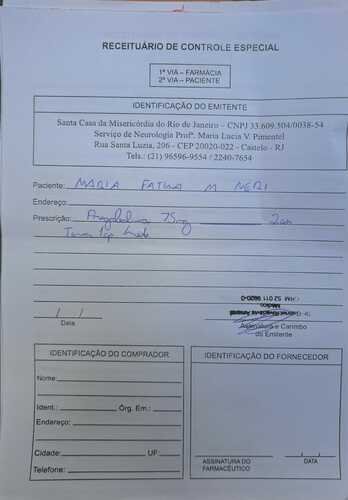 RECEITUÁRIO DE CONTROLE ESPECIAL
1ª VIA – FARMÁCIA
2ª VIA – PACIENTE
IDENTIFICAÇÃO DO EMITENTE
Santa Casa da Misericórdia do Rio de Janeiro – CNPJ 33.609.504/0038-54
Serviço de Neurologia Profª. Maria Lucia V. Pimentel
Rua Santa Luzia, 206 - CEP 20020-022 - Castelo - RJ
Tels.: (21) 96596-9554 / 2240-7654
Paciente: MARIA FATIMA M NERI
Endereço:
Prescrição: 75mg
Tomar 1cp
Médico
Data
Assinatura e Carimbo
do Emitente
IDENTIFICAÇÃO DO COMPRADOR
Nome:
Ident.: Órg. Em.:
Endereço:
Cidade: UF:
Telefone:
IDENTIFICAÇÃO DO FORNECEDOR
ASSINATURA DO
FARMACÊUTICO
DATA